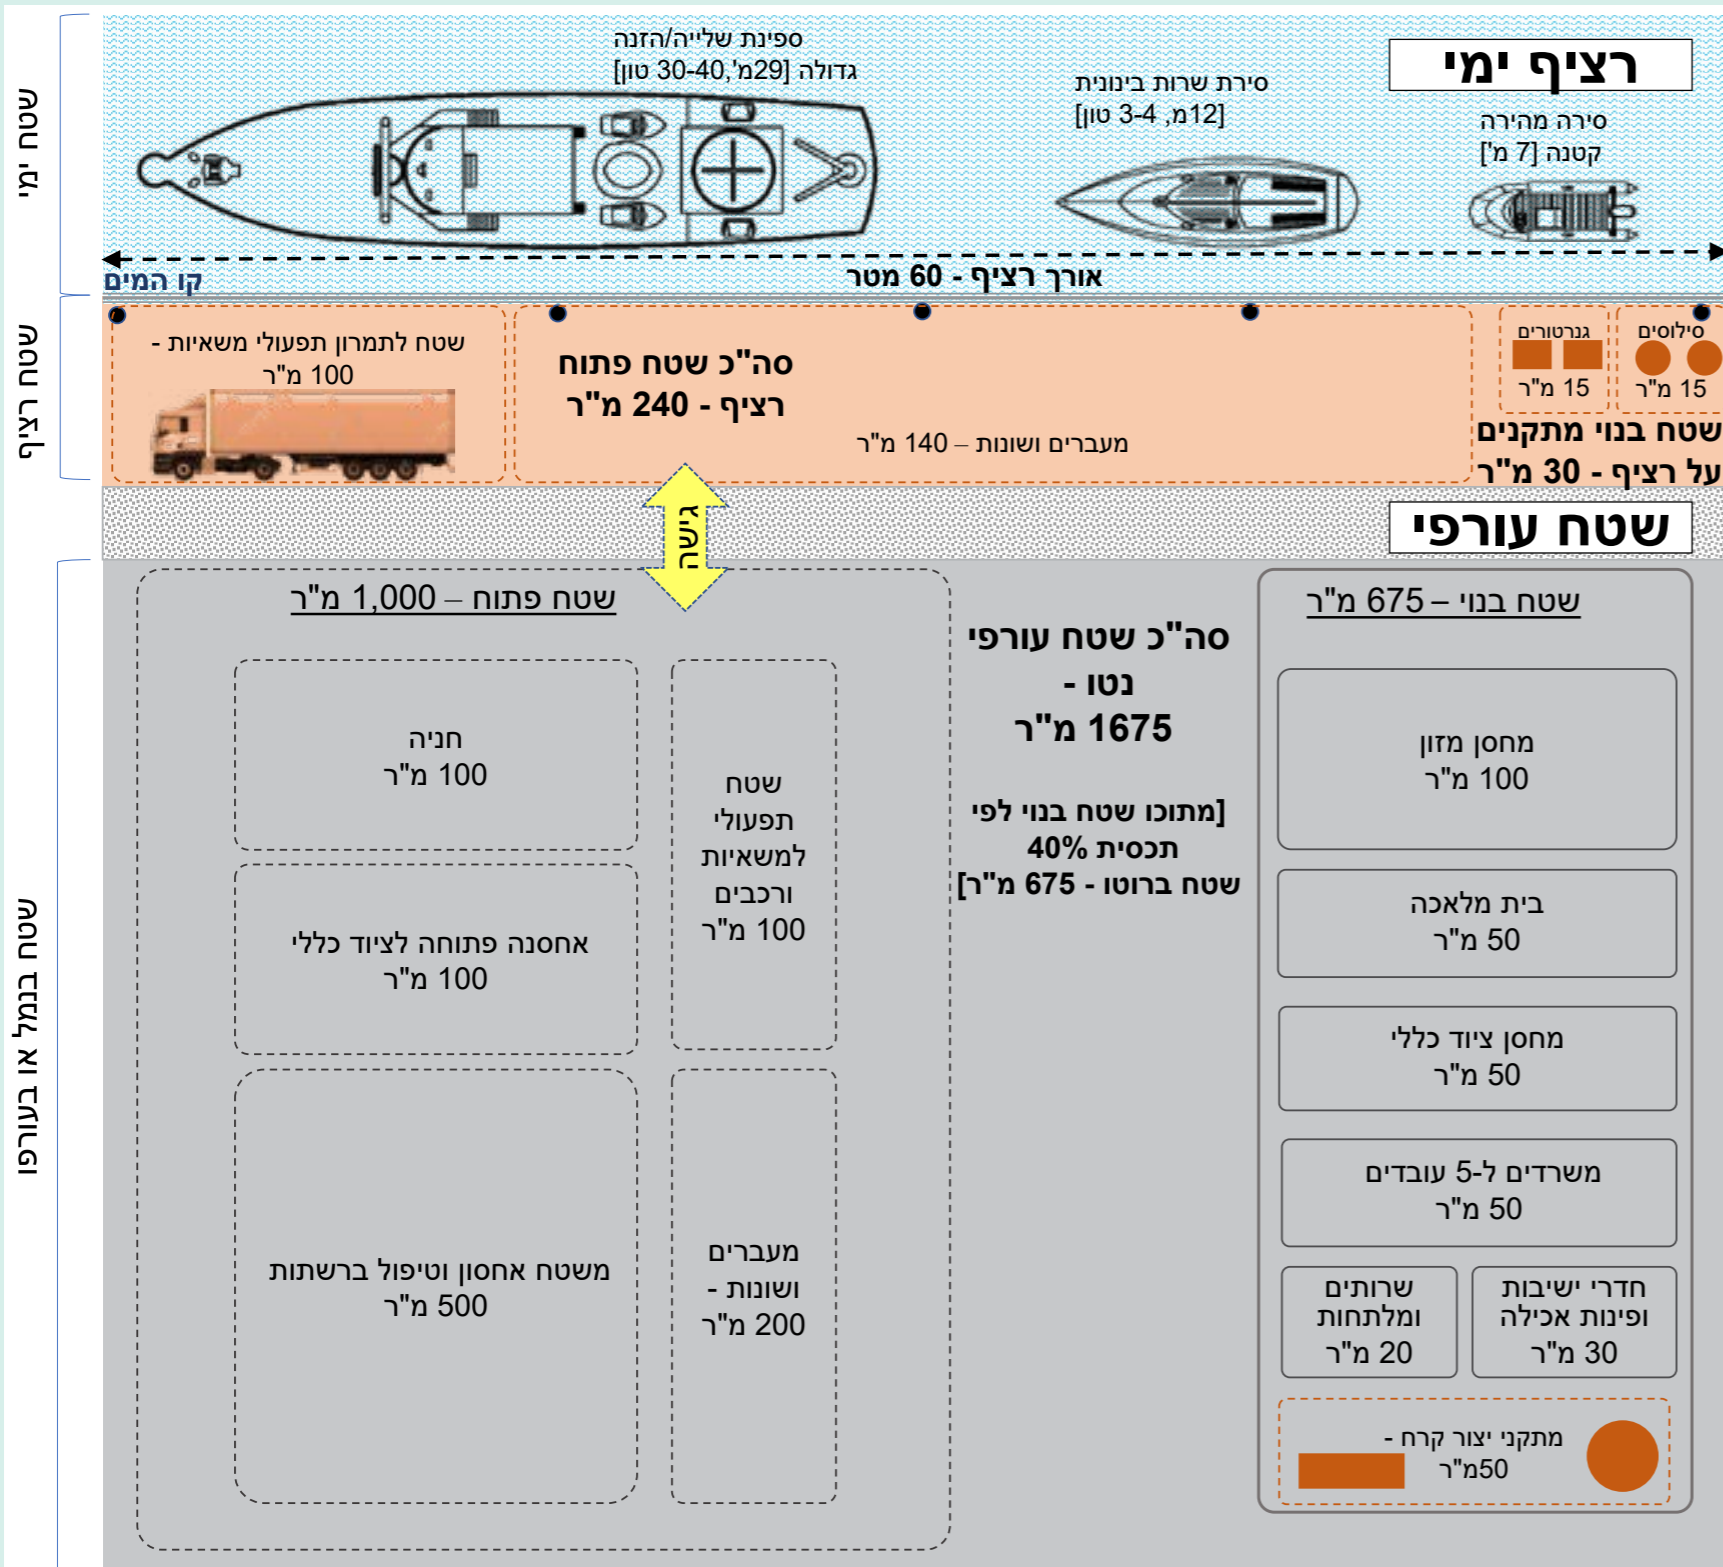 רציף ימי
ספינת שלייה/הזנה
גדולה [29מ',30-40 טון]
סירת שרות בינונית
[12מ, 3-4 טון]
סירה מהירה
קטנה [7 מ']
שטח ימי
אורך רציף - 60 מטר
קו המים
שטח רציף
סילוסים
15 מ"ר
גנרטורים
15 מ"ר
שטח בנוי מתקנים
על רציף - 30 מ"ר
סה"כ שטח פתוח
רציף - 240 מ"ר
מעברים ושונות – 140 מ"ר
שטח לתמרון תפעולי משאיות -
100 מ"ר
גישה
שטח עורפי
שטח בנמל או בעורפו
שטח בנוי – 675 מ"ר
מחסן מזון
100 מ"ר
בית מלאכה
50 מ"ר
מחסן ציוד כללי
50 מ"ר
משרדים ל-5 עובדים
50 מ"ר
חדרי ישיבות
ופינות אכילה
30 מ"ר
שרותים
ומלתחות
20 מ"ר
מתקני יצור קרח -
50מ"ר
סה"כ שטח עורפי
נטו -
1675 מ"ר
[מתוכו שטח בנוי לפי
תכסית 40%
שטח ברוטו - 675 מ"ר]
שטח פתוח – 1,000 מ"ר
שטח
תפעולי
למשאיות
ורכבים
100 מ"ר
מעברים
ושונות -
200 מ"ר
חניה
100 מ"ר
אחסנה פתוחה לציוד כללי
100 מ"ר
משטח אחסון וטיפול ברשתות
500 מ"ר